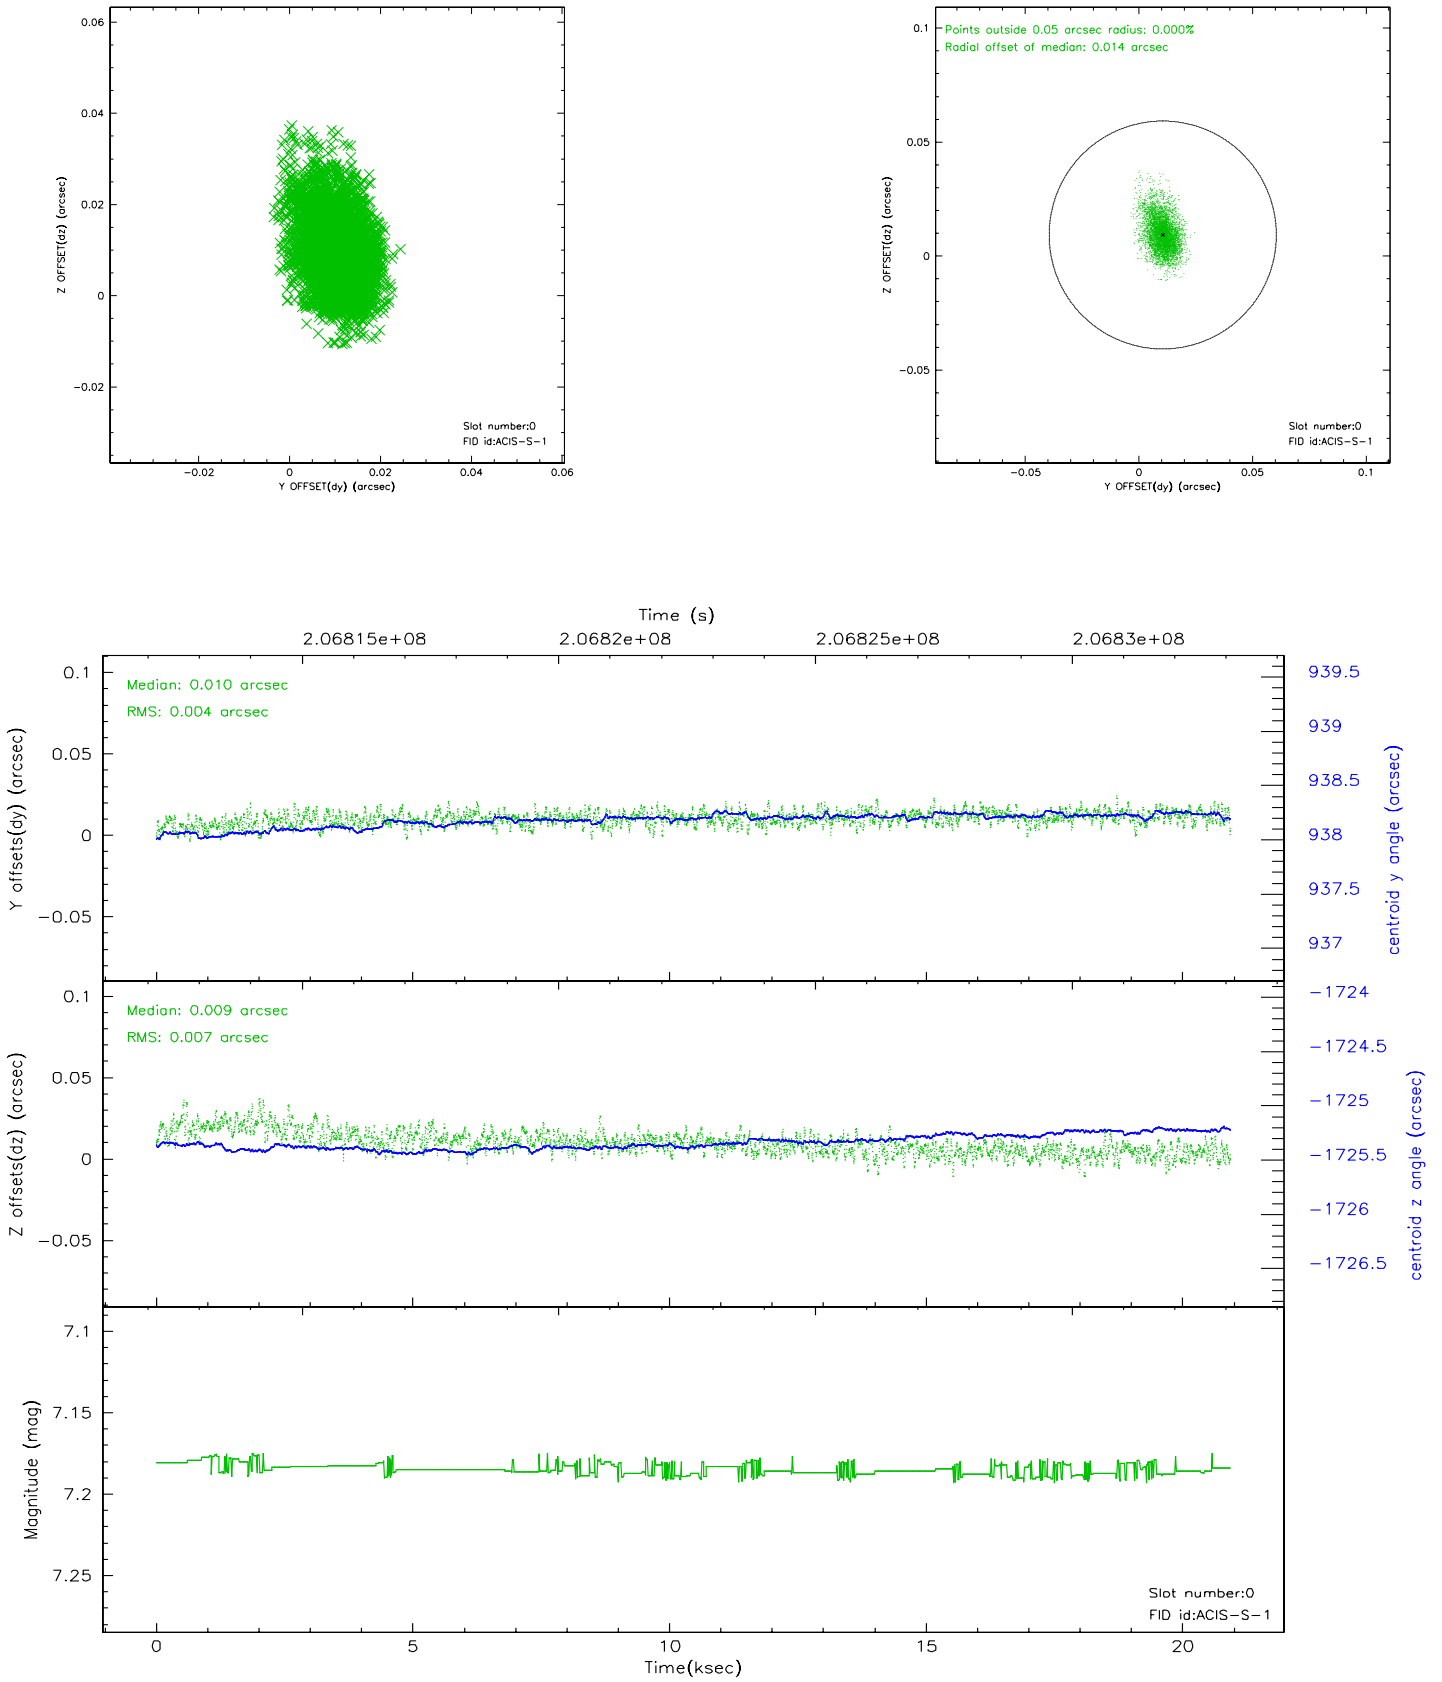 0.06
0.04
0.02
0
−0.02
Z OFFSET(dz) (arcsec)
−0.02 0 0.02 0.04 0.06
Y OFFSET(dy) (arcsec)
Slot number:0
FID id:ACIS−S−1
Points outside 0.05 arcsec radius: 0.000%
Radial offset of median: 0.014 arcsec
0.1
0.05
0
−0.05
Z OFFSET(dz) (arcsec)
−0.05 0 0.05 0.1
Y OFFSET(dy) (arcsec)
Slot number:0
FID id:ACIS−S−1
Time (s)
2.06815e+08 2.0682e+08 2.06825e+08 2.0683e+08
Median: 0.010 arcsec
RMS: 0.004 arcsec
0.1
0.05
0
−0.05
Y offsets(dy) (arcsec)
939.5
939
938.5
938
937.5
937
centroid y angle (arcsec)
Median: 0.009 arcsec
RMS: 0.007 arcsec
0.1
0.05
0
−0.05
Z offsets(dz) (arcsec)
−1724
−1724.5
−1725
−1725.5
−1726
−1726.5
centroid z angle (arcsec)
7.1
7.15
7.2
7.25
Magnitude (mag)
Slot number:0
FID id:ACIS−S−1
0 5 10 15 20
Time(ksec)